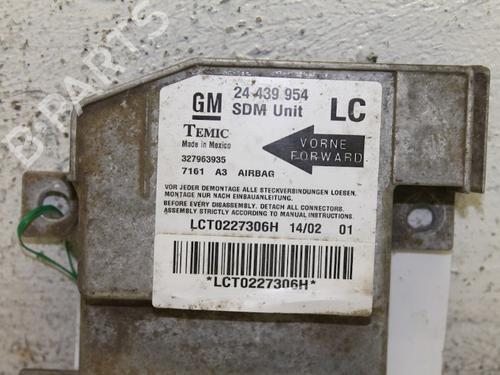 GM 24 439 954 LC
SDM Unit
TEMIC
Made in Mexico
VORNE
FORWARD
327963935
7161 A3 AIRBAG
VOR JEDER DEMONTAGE ALLE STECKVERBINDUNGEN LOESEN.
MONTAGE NUR NACH EINBAUANLEITUNG.
BEFORE EVERY DISASSEMBLY, DETACH ALL CONNECTORS.
ASSEMBLY STRICTLY ACCORDING TO MANUAL INSTRUCTIONS.
LCT0227306H 14/02 01
*LCT0227306H*
B-PARTS